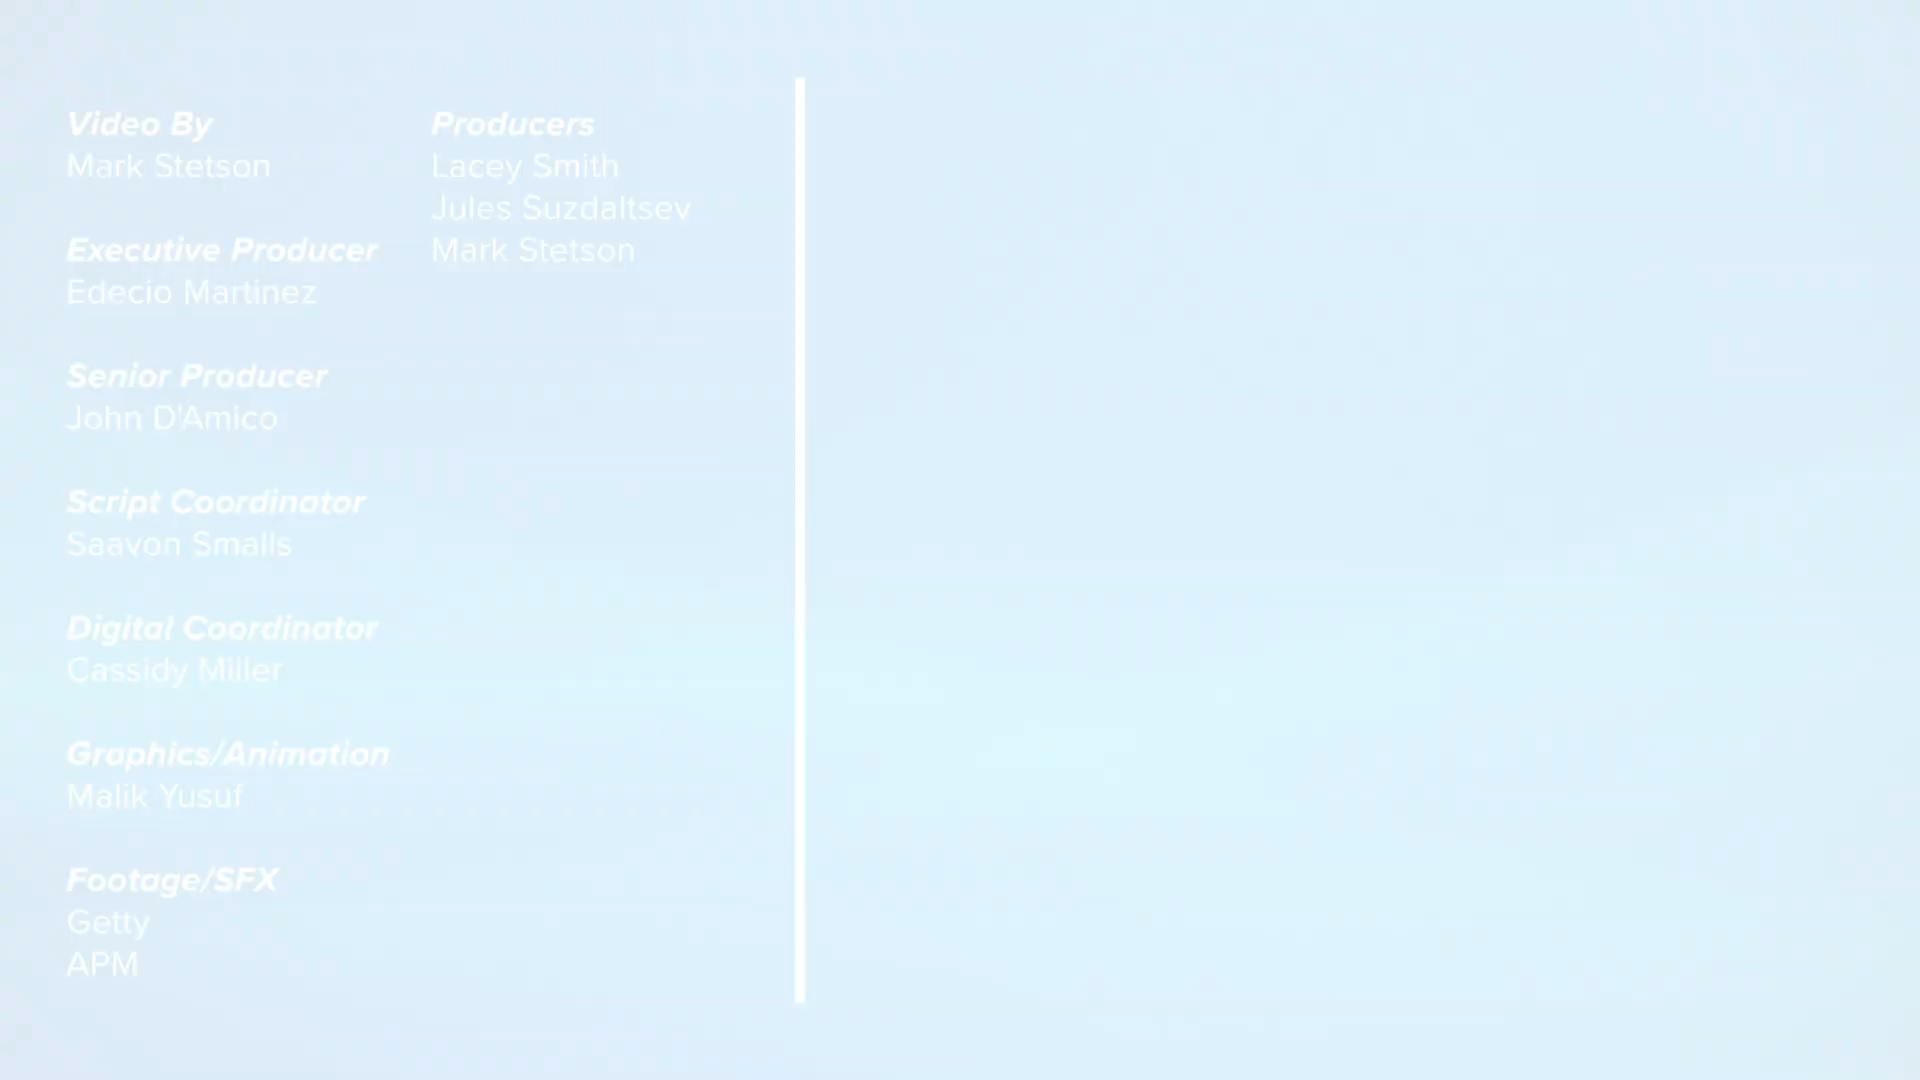 Video By
Mark Stetson
Executive Producer
Edecio Martinez
Senior Producer
John D'Amico
Script Coordinator
Saavon Smalls
Digital Coordinator
Cassidy Miller
Graphics/Animation
Malik Yusuf
Footage/SFX
Getty
APM
Producers
Lacey Smith
Jules Suzdaltsev
Mark Stetson